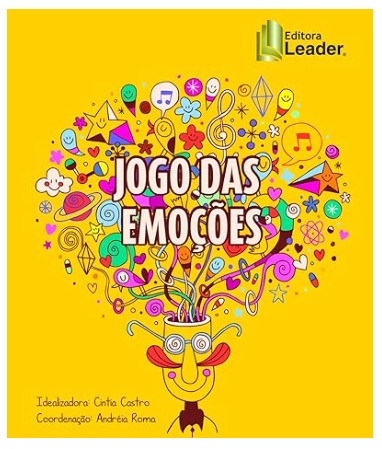 Editora
Leader
JOGO DAS
EMOÇÕES
Idealizadora: Cintia Castro
Coordenação: Andréia Roma